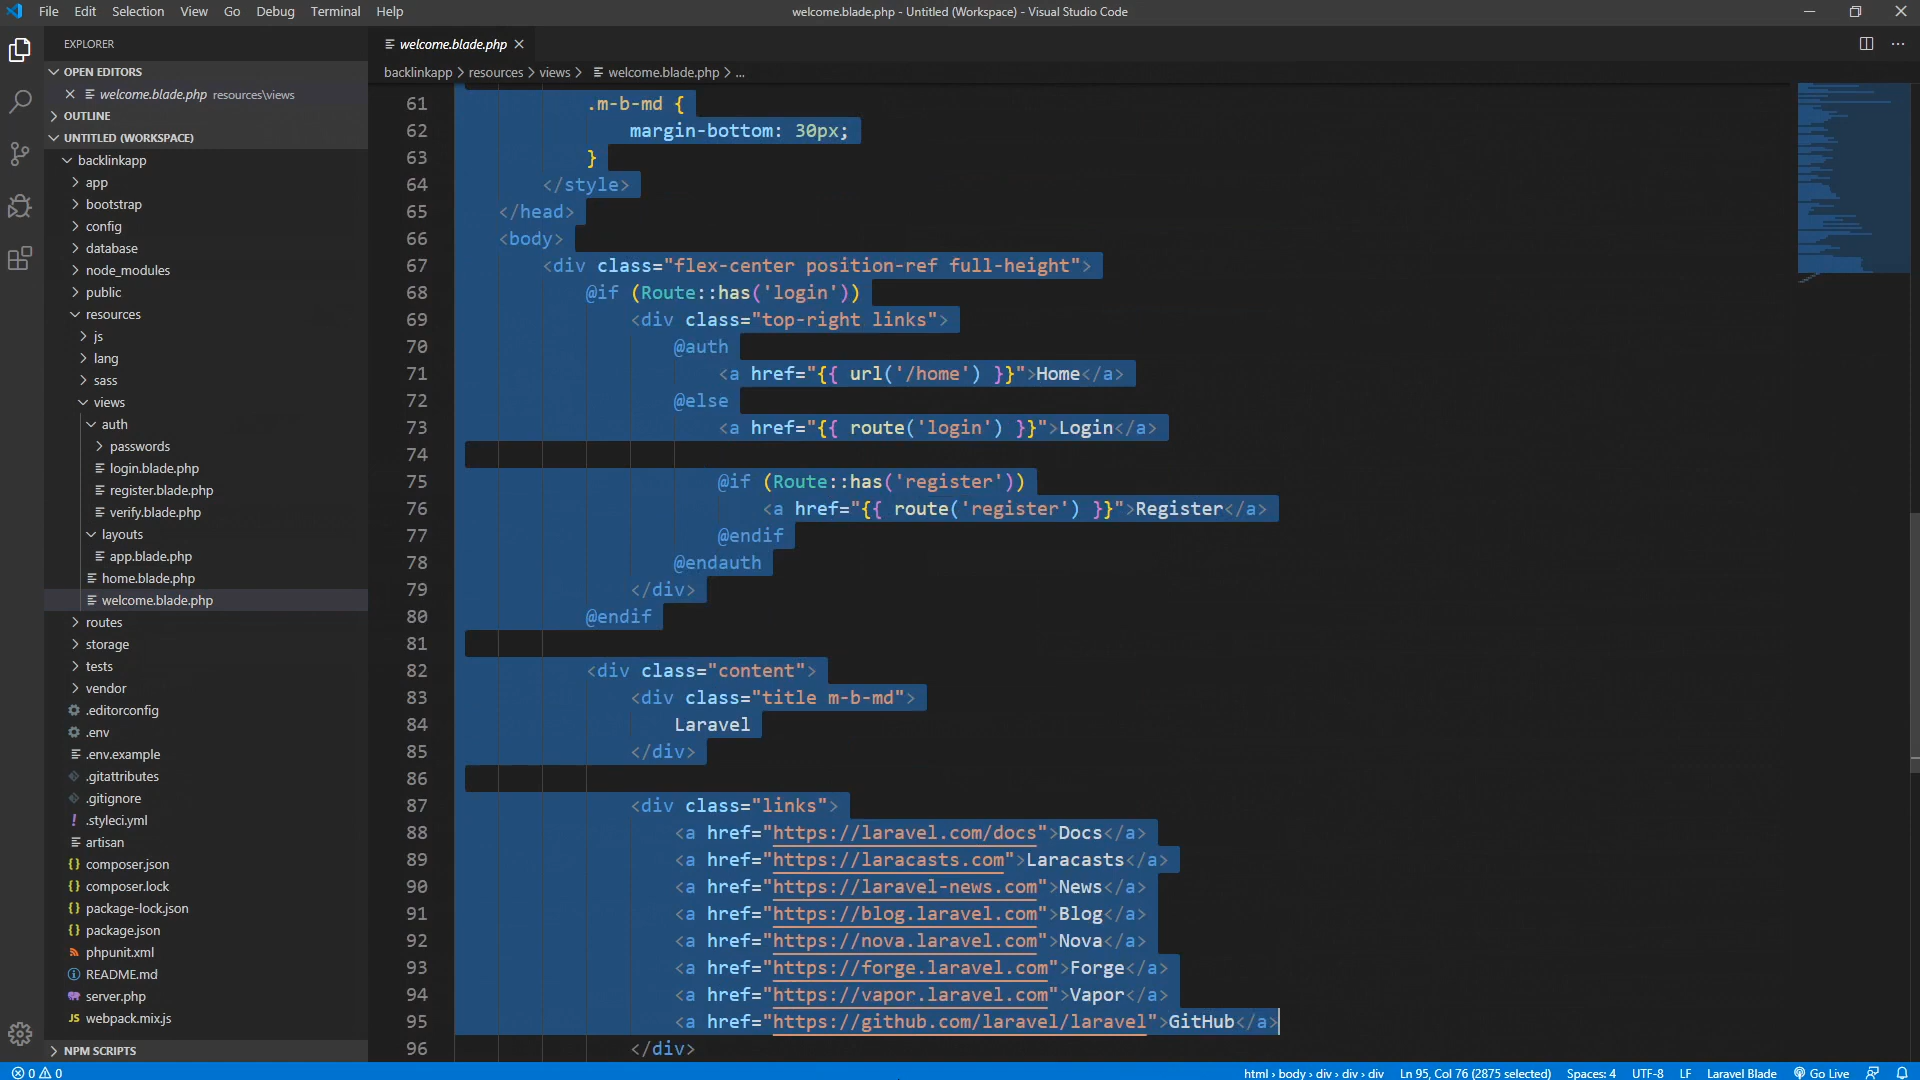 File Edit Selection View Go Debug Terminal Help
welcome.blade.php - Untitled (Workspace) - Visual Studio Code
EXPLORER
OPEN EDITORS
welcome.blade.php resources\views
OUTLINE
UNTITLED (WORKSPACE)
backlinkapp
app
bootstrap
config
database
node_modules
public
resources
js
lang
sass
views
auth
passwords
login.blade.php
register.blade.php
verify.blade.php
layouts
app.blade.php
home.blade.php
welcome.blade.php
routes
storage
tests
vendor
.editorconfig
.env
.env.example
.gitattributes
.gitignore
.styleci.yml
artisan
composer.json
composer.lock
package-lock.json
package.json
phpunit.xml
README.md
server.php
JS webpack.mix.js
NPM SCRIPTS
welcome.blade.php
backlinkapp > resources > views > welcome.blade.php > ...
61 .m-b-md {
62 margin-bottom: 30px;
63 }
64 </style>
65 </head>
66 <body>
67 <div class="flex-center position-ref full-height">
68 @if (Route::has('login'))
69 <div class="top-right links">
70 @auth
71 <a href="{{ url('/home') }}">Home</a>
72 @else
73 <a href="{{ route('login') }}">Login</a>
74
75 @if (Route::has('register'))
76 <a href="{{ route('register') }}">Register</a>
77 @endif
78 @endauth
79 </div>
80 @endif
81
82 <div class="content">
83 <div class="title m-b-md">
84 Laravel
85 </div>
86
87 <div class="links">
88 <a href="https://laravel.com/docs">Docs</a>
89 <a href="https://laracasts.com">Laracasts</a>
90 <a href="https://laravel-news.com">News</a>
91 <a href="https://blog.laravel.com">Blog</a>
92 <a href="https://nova.laravel.com">Nova</a>
93 <a href="https://forge.laravel.com">Forge</a>
94 <a href="https://vapor.laravel.com">Vapor</a>
95 <a href="https://github.com/laravel/laravel">GitHub</a>
96 </div>
0 0
html › body › div › div › div Ln 95, Col 76 (2875 selected) Spaces: 4 UTF-8 LF Laravel Blade Go Live